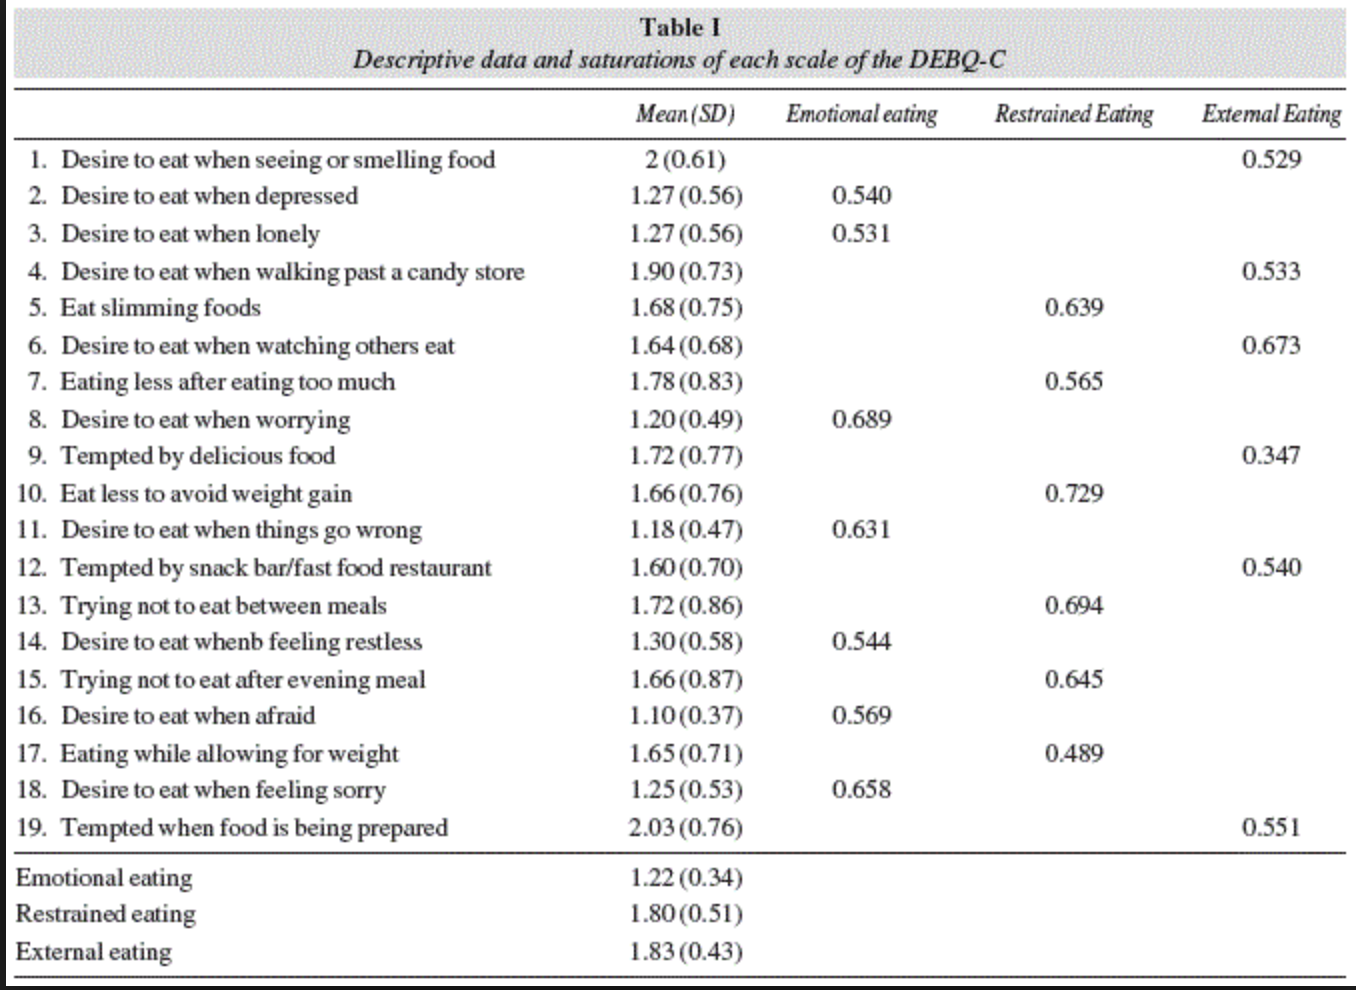 Table I
Descriptive data and saturations of each scale of the DEBQ-C
Mean (SD) Emotional eating Restrained Eating External Eating
1. Desire to eat when seeing or smelling food 2 (0.61) 0.529
2. Desire to eat when depressed 1.27 (0.56) 0.540
3. Desire to eat when lonely 1.27 (0.56) 0.531
4. Desire to eat when walking past a candy store 1.90 (0.73) 0.533
5. Eat slimming foods 1.68 (0.75) 0.639
6. Desire to eat when watching others eat 1.64 (0.68) 0.673
7. Eating less after eating too much 1.78 (0.83) 0.565
8. Desire to eat when worrying 1.20 (0.49) 0.689
9. Tempted by delicious food 1.72 (0.77) 0.347
10. Eat less to avoid weight gain 1.66 (0.76) 0.729
11. Desire to eat when things go wrong 1.18 (0.47) 0.631
12. Tempted by snack bar/fast food restaurant 1.60 (0.70) 0.540
13. Trying not to eat between meals 1.72 (0.86) 0.694
14. Desire to eat whenb feeling restless 1.30 (0.58) 0.544
15. Trying not to eat after evening meal 1.66 (0.87) 0.645
16. Desire to eat when afraid 1.10 (0.37) 0.569
17. Eating while allowing for weight 1.65 (0.71) 0.489
18. Desire to eat when feeling sorry 1.25 (0.53) 0.658
19. Tempted when food is being prepared 2.03 (0.76) 0.551
Emotional eating 1.22 (0.34)
Restrained eating 1.80 (0.51)
External eating 1.83 (0.43)